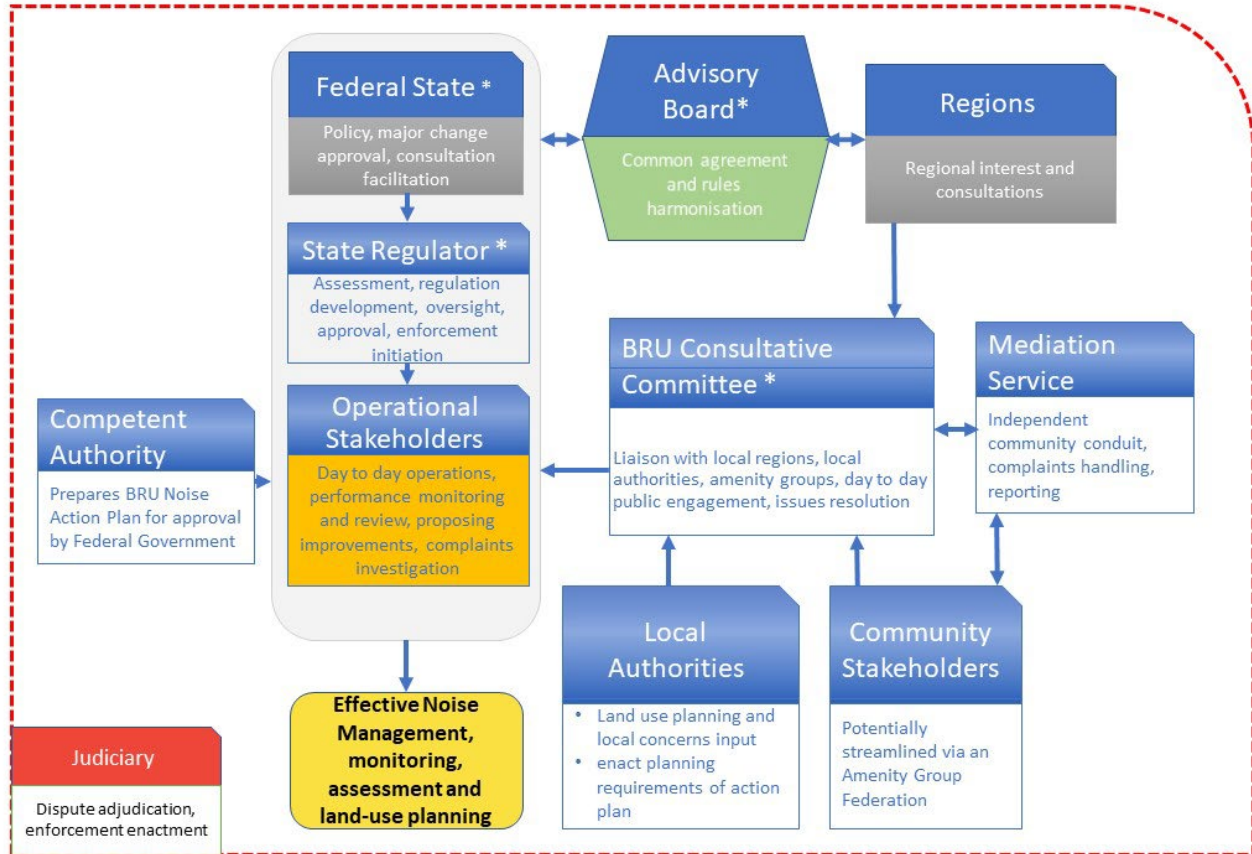 Federal State *
Policy, major change
approval, consultation
facilitation
Advisory
Board*
Common agreement
and rules
harmonisation
Regions
Regional interest and
consultations
State Regulator *
Assessment, regulation
development, oversight,
approval, enforcement
initiation
BRU Consultative
Committee *
Liaison with local regions, local
authorities, amenity groups, day to day
public engagement, issues resolution
Mediation
Service
Independent
community conduit,
complaints handling,
reporting
Competent
Authority
Prepares BRU Noise
Action Plan for approval
by Federal Government
Operational
Stakeholders
Day to day operations,
performance monitoring
and review, proposing
improvements, complaints
investigation
Local
Authorities
• Land use planning and
local concerns input
• enact planning
requirements of action
plan
Community
Stakeholders
Potentially
streamlined via an
Amenity Group
Federation
Effective Noise
Management,
monitoring,
assessment and
land-use planning
Judiciary
Dispute adjudication,
enforcement enactment